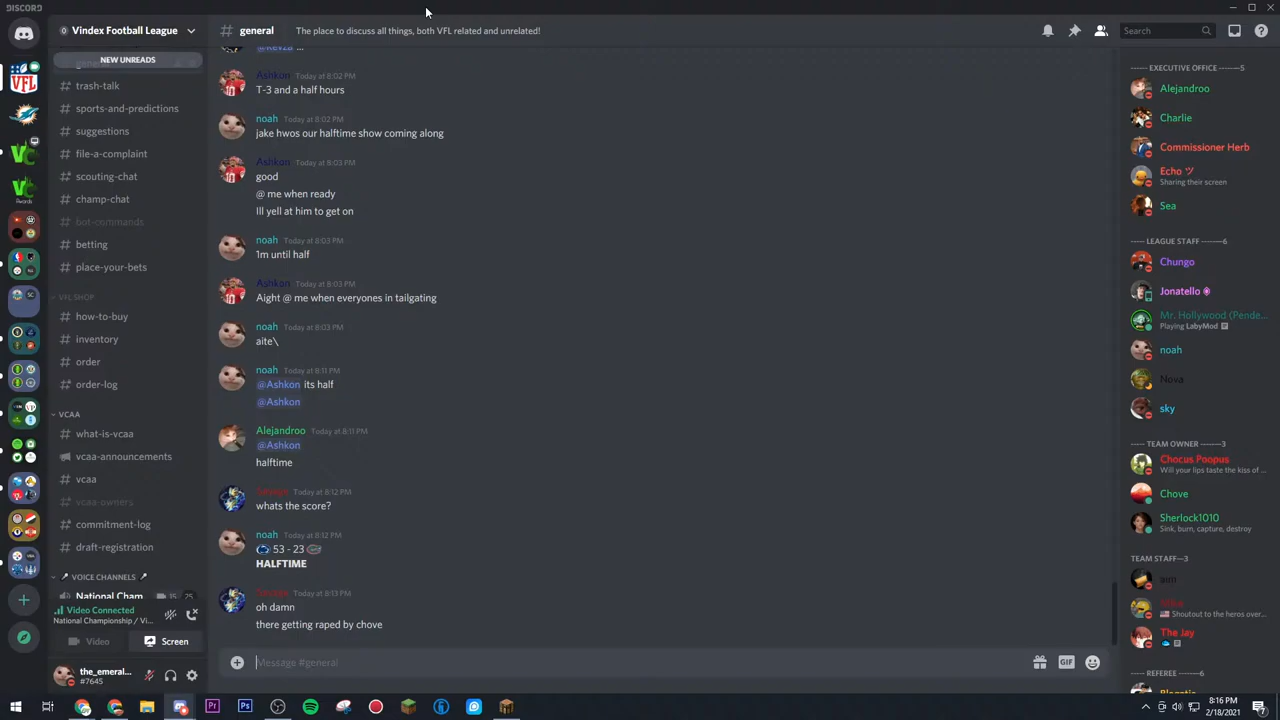 DISCORD
Vindex Football League
general
The place to discuss all things, both VFL related and unrelated!
Search
NEW UNREADS
trash-talk
sports-and-predictions
suggestions
file-a-complaint
scouting-chat
champ-chat
bot-commands
betting
place-your-bets
VFL SHOP
how-to-buy
inventory
order
order-log
VCAA
what-is-vcaa
vcaa-announcements
vcaa
vcaa-owners
commitment-log
draft-registration
VOICE CHANNELS
National Cham
15 25
Video Connected
National Championship / Vi...
Video
Screen
the_emeral...
#7645
Ashkon Today at 8:02 PM
T-3 and a half hours
noah Today at 8:02 PM
jake hwos our halftime show coming along
Ashkon Today at 8:03 PM
good
@ me when ready
Ill yell at him to get on
noah Today at 8:03 PM
1m until half
Ashkon Today at 8:03 PM
Aight @ me when everyones in tailgating
noah Today at 8:03 PM
aite\
noah Today at 8:11 PM
@Ashkon its half
@Ashkon
Alejandroo Today at 8:11 PM
@Ashkon
halftime
Today at 8:12 PM
whats the score?
noah Today at 8:12 PM
53 - 23
HALFTIME
Today at 8:13 PM
oh damn
there getting raped by chove
Message #general
GIF
----- EXECUTIVE OFFICE—5
Alejandroo
Charlie
Commissioner Herb
Echo ツ
Sharing their screen
Sea
----- LEAGUE STAFF—6
Chungo
Jonatello
Mr. Hollywood (Pende...
Playing LabyMod
noah
Nova
sky
----- TEAM OWNER—3
Chocus Poopus
Will your lips taste the kiss of ...
Chove
Sherlock1010
Sink, burn, capture, destroy
TEAM STAFF—3
Shoutout to the heros over...
The Jay
----- REFEREE—6
VFL
8:16 PM
2/18/2021